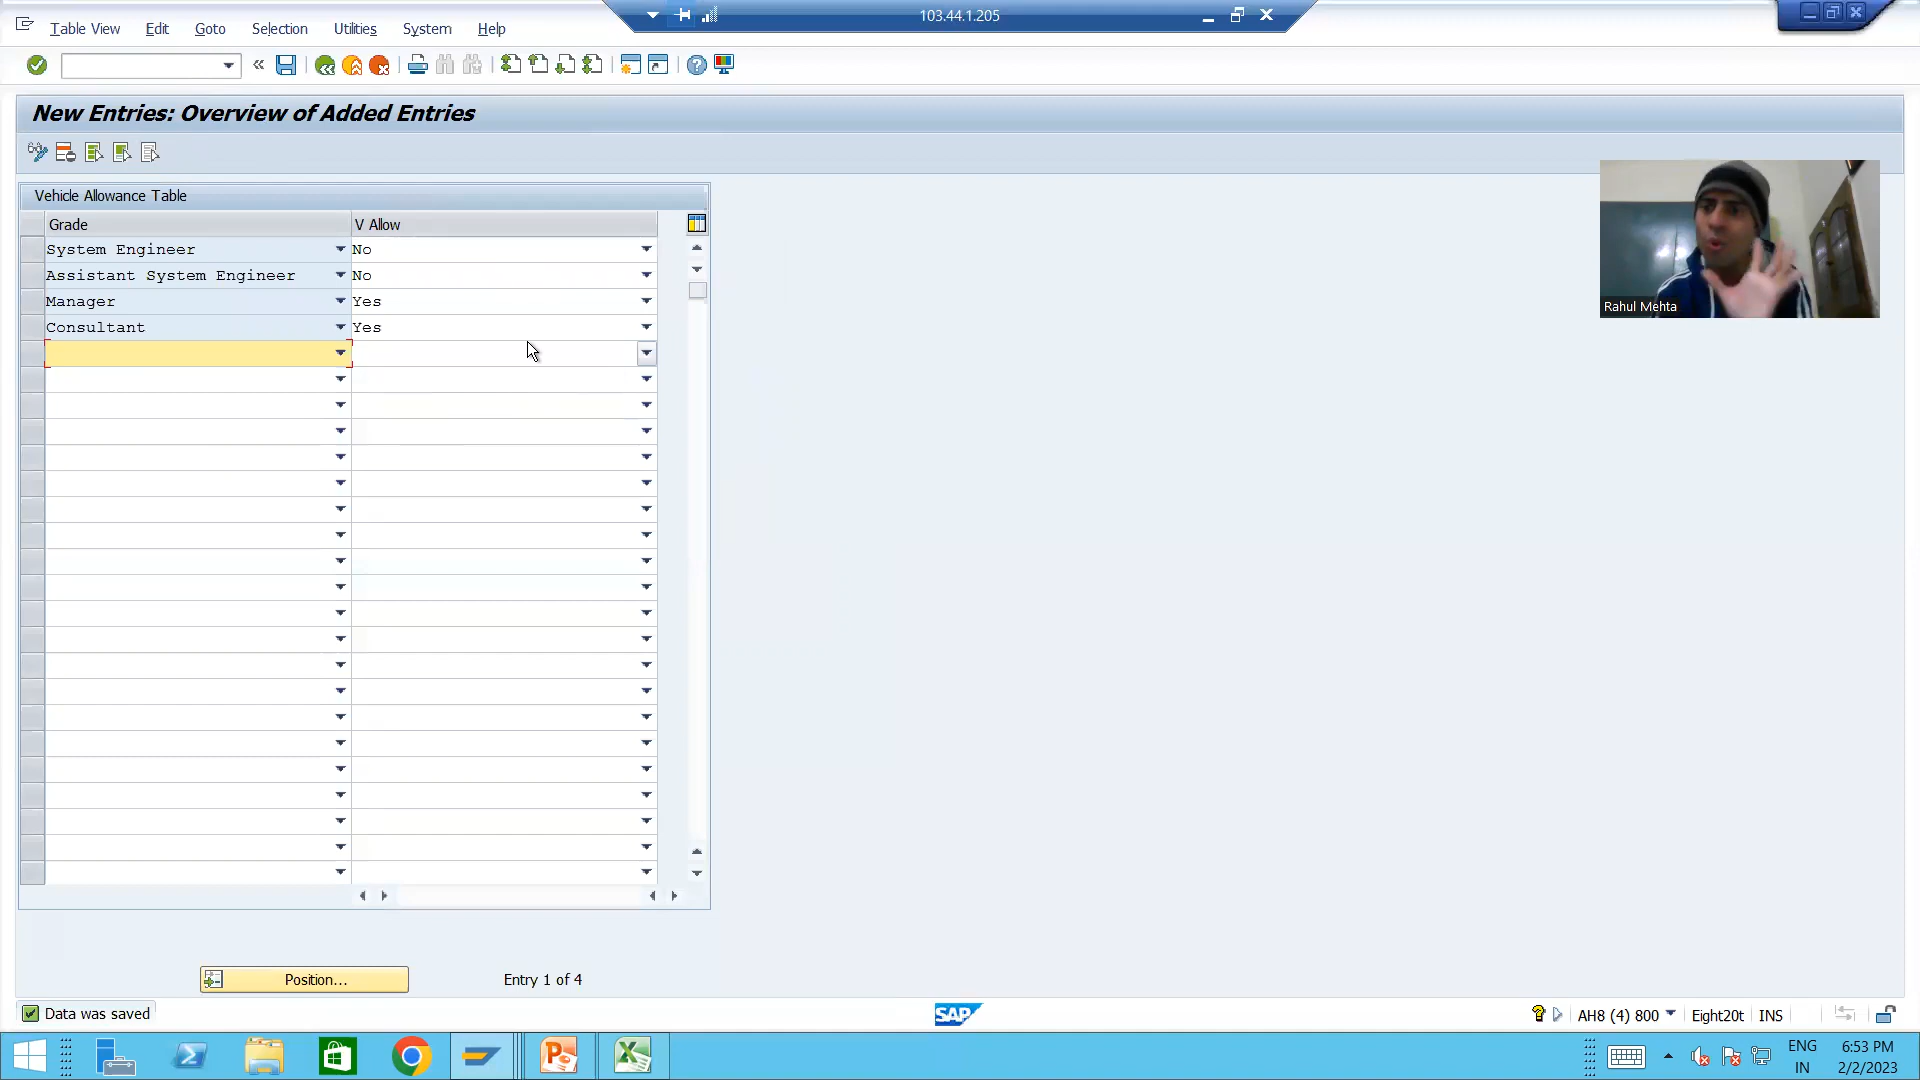 103.44.1.205
Table View Edit Goto Selection Utilities System Help
New Entries: Overview of Added Entries
Vehicle Allowance Table
Grade V Allow
System Engineer No
Assistant System Engineer No
Manager Yes
Consultant Yes
Rahul Mehta
Position... Entry 1 of 4
Data was saved
SAP
AH8 (4) 800 Eight20t INS
ENG 6:53 PM
IN 2/2/2023